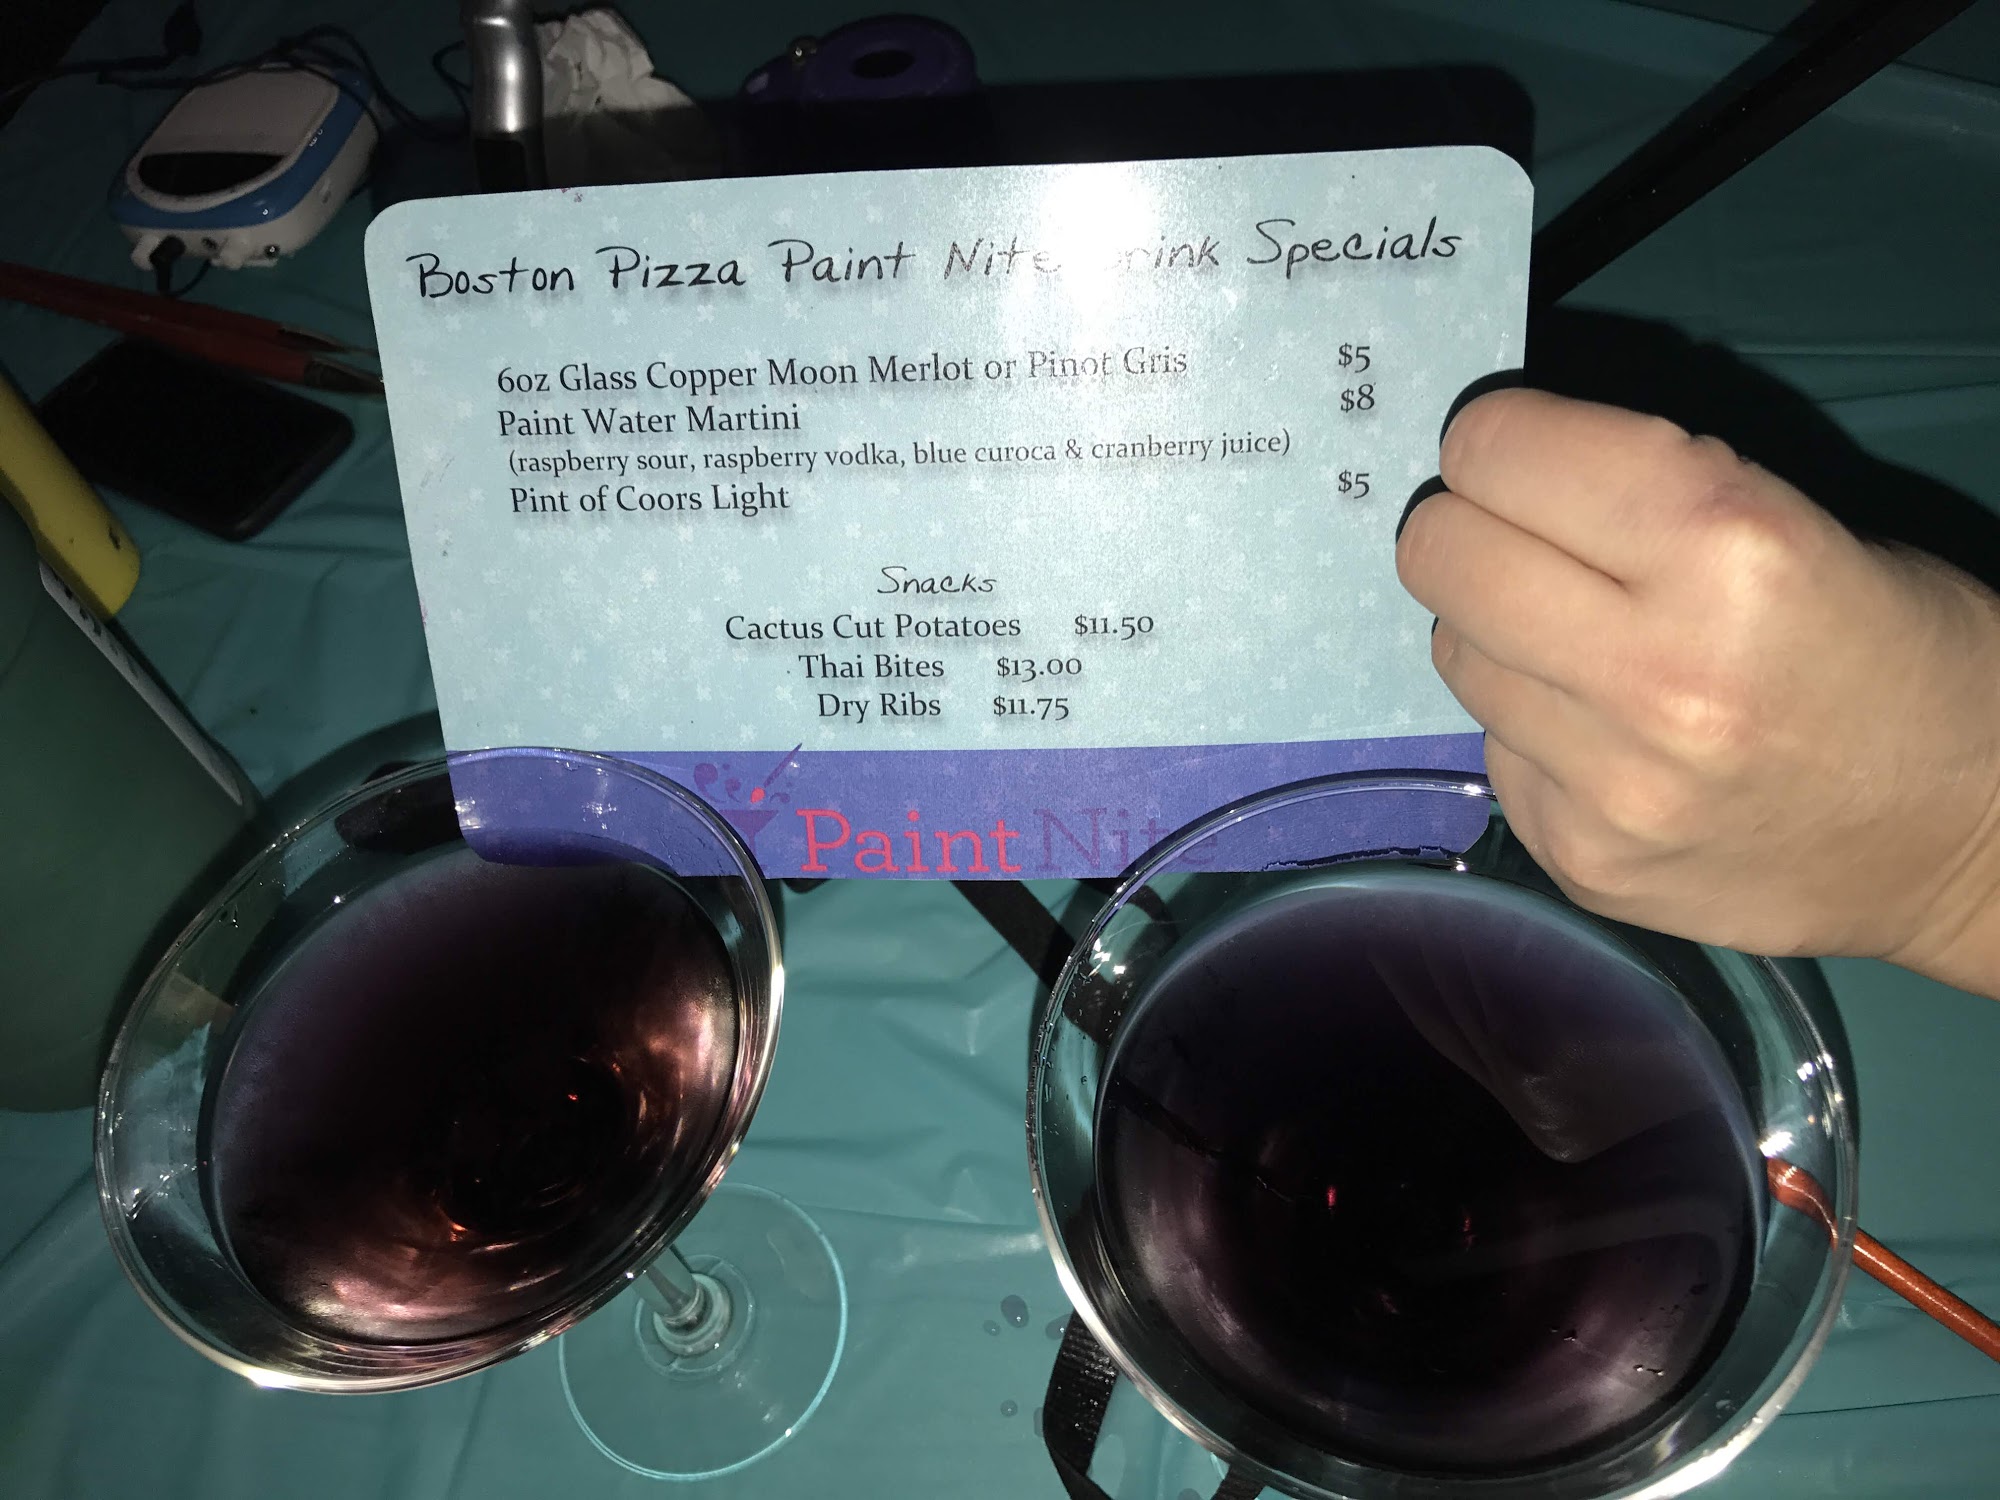 Boston Pizza Paint Nite Drink Specials
6oz Glass Copper Moon Merlot or Pinot Gris $5
Paint Water Martini $8
(raspberry sour, raspberry vodka, blue curoca & cranberry juice)
Pint of Coors Light $5
Snacks
Cactus Cut Potatoes $11.50
Thai Bites $13.00
Dry Ribs $11.75
Paint Nite